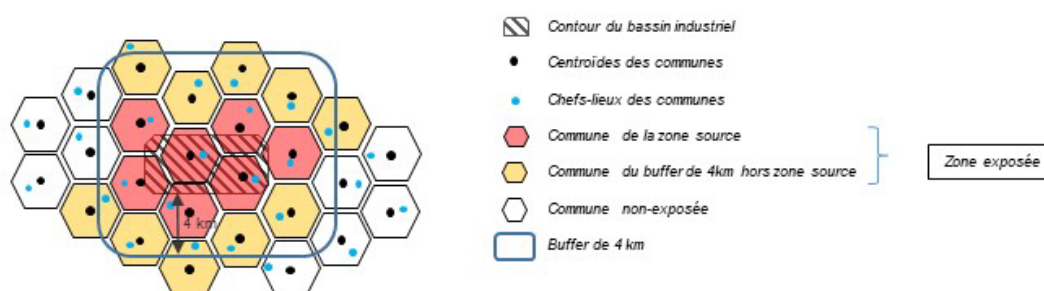 Contour du bassin industriel
Centroïdes des communes
Chefs-lieux des communes
Commune de la zone source
Commune du buffer de 4km hors zone source
Zone exposée
Commune non-exposée
Buffer de 4 km
4 km